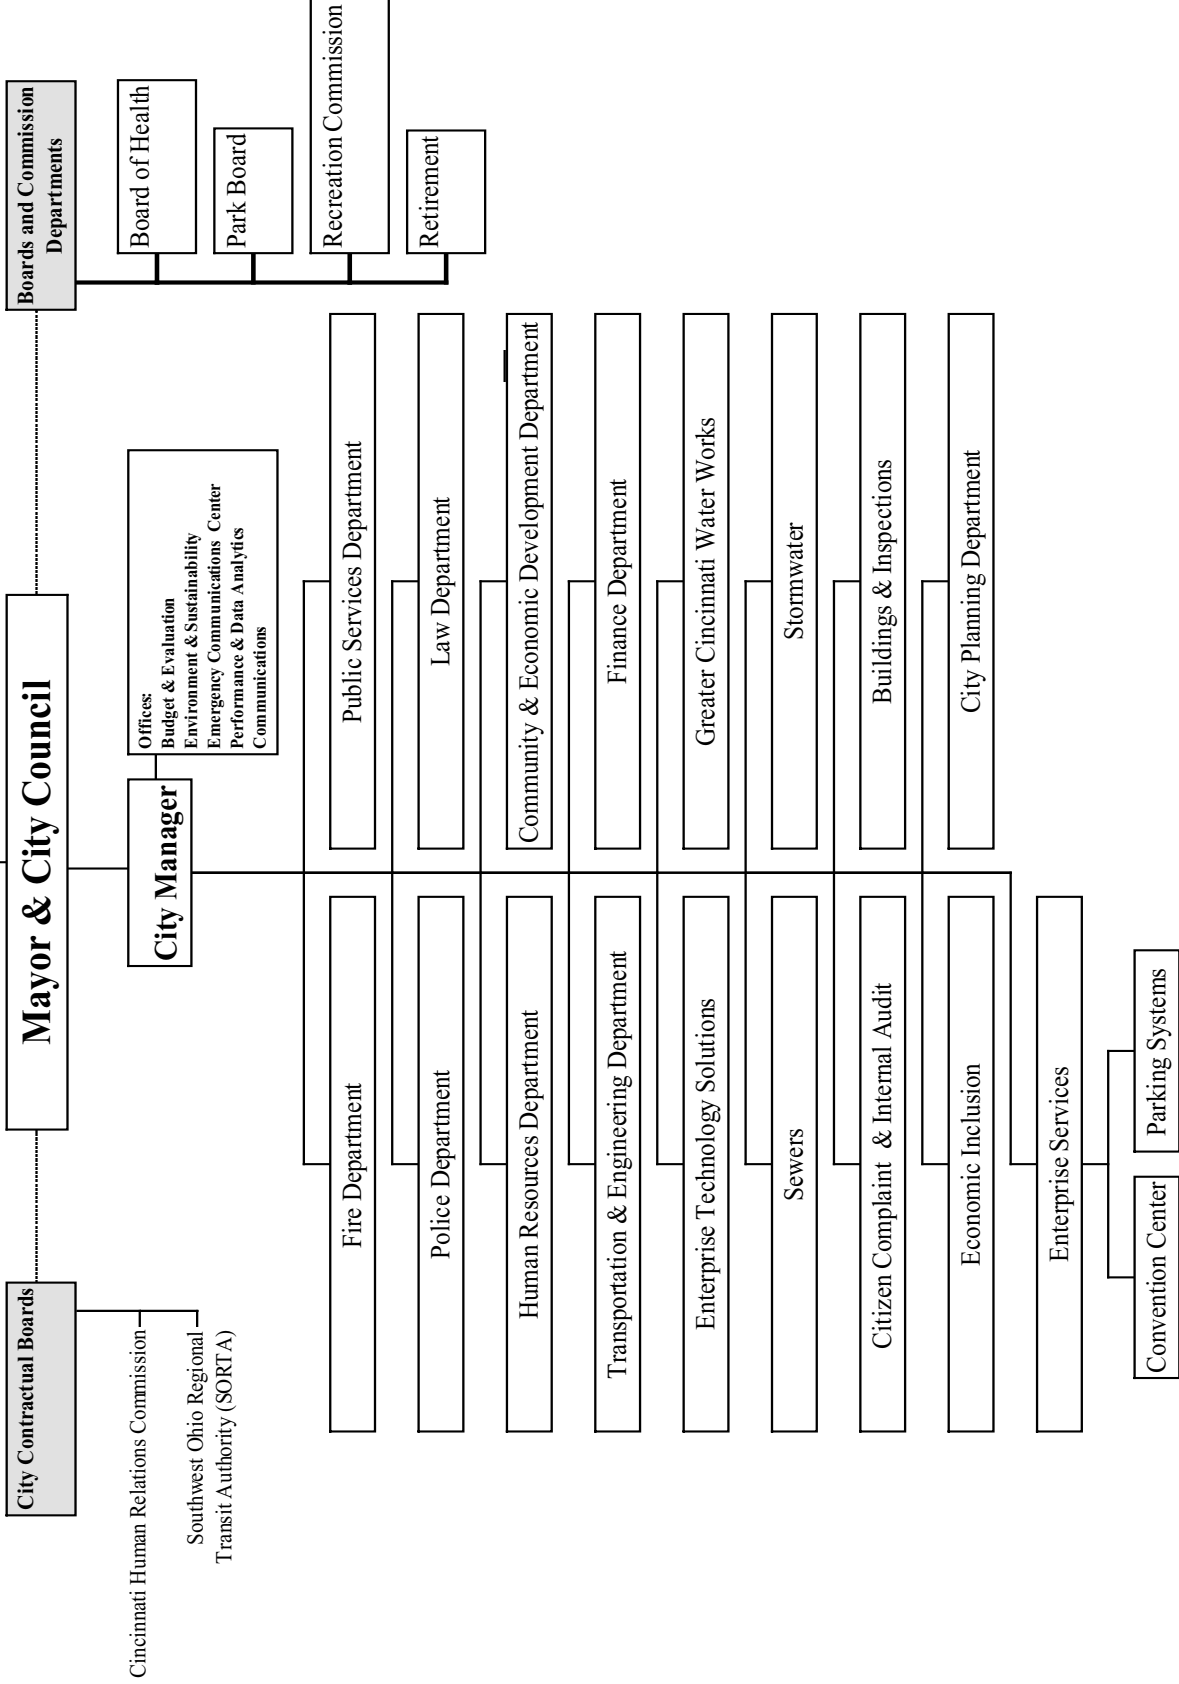 Mayor & City Council
City Contractual Boards
Cincinnati Human Relations Commission
Southwest Ohio Regional
Transit Authority (SORTA)
Boards and Commission
Departments
Board of Health
Park Board
Recreation Commission
Retirement
City Manager
Offices:
Budget & Evaluation
Environment & Sustainability
Emergency Communications Center
Performance & Data Analytics
Communications
Fire Department
Public Services Department
Police Department
Law Department
Human Resources Department
Community & Economic Development Department
Transportation & Engineering Department
Finance Department
Enterprise Technology Solutions
Greater Cincinnati Water Works
Sewers
Stormwater
Citizen Complaint & Internal Audit
Buildings & Inspections
Economic Inclusion
City Planning Department
Enterprise Services
Convention Center
Parking Systems